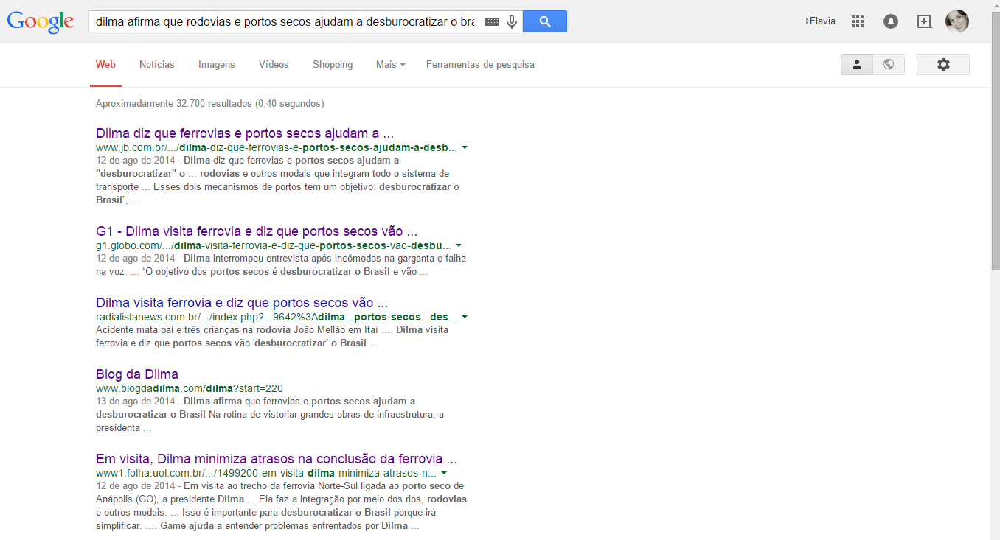 Google
dilma afirma que rodovias e portos secos ajudam a desburocratizar o bra
+Flavia
Web Notícias Imagens Vídeos Shopping Mais Ferramentas de pesquisa
Aproximadamente 32.700 resultados (0,40 segundos)
Dilma diz que ferrovias e portos secos ajudam a ...
www.jb.com.br/.../dilma-diz-que-ferrovias-e-portos-secos-ajudam-a-desb...
12 de ago de 2014 - Dilma diz que ferrovias e portos secos ajudam a
"desburocratizar" o ... rodovias e outros modais que integram todo o sistema de
transporte ... Esses dois mecanismos de portos tem um objetivo: desburocratizar o
Brasil”, ...
G1 - Dilma visita ferrovia e diz que portos secos vão ...
g1.globo.com/.../dilma-visita-ferrovia-e-diz-que-portos-secos-vao-desbu...
12 de ago de 2014 - Dilma interrompeu entrevista após incômodos na garganta e falha
na voz. ... “O objetivo dos portos secos é desburocratizar o Brasil e vão ...
Dilma visita ferrovia e diz que portos secos vão ...
radialistanews.com.br/.../index.php?...9642%3Adilma...portos-secos...des...
Acidente mata pai e três crianças na rodovia João Mellão em Itaí .... Dilma visita
ferrovia e diz que portos secos vão 'desburocratizar' o Brasil ...
Blog da Dilma
www.blogdadilma.com/dilma?start=220
13 de ago de 2014 - Dilma afirma que ferrovias e portos secos ajudam a
desburocratizar o Brasil Na rotina de vistoriar grandes obras de infraestrutura, a
presidenta ...
Em visita, Dilma minimiza atrasos na conclusão da ferrovia ...
www1.folha.uol.com.br/.../1499200-em-visita-dilma-minimiza-atrasos-n...
12 de ago de 2014 - Em visita ao trecho da ferrovia Norte-Sul ligada ao porto seco de
Anápolis (GO), a presidente Dilma ... Ela faz a integração por meio dos rios, rodovias
e outros modais. ... Isso é importante para desburocratizar o Brasil porque irá
simplificar. .... Game ajuda a entender problemas enfrentados por Dilma ...